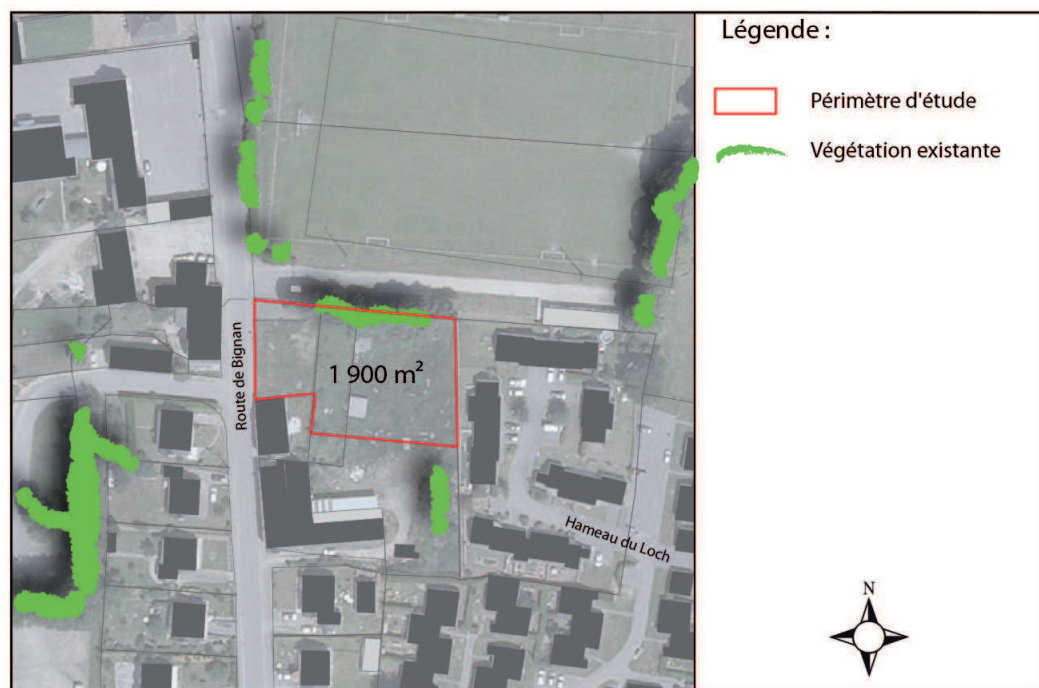 Légende :
Périmètre d'étude
Végétation existante
Route de Bignan
1 900 m²
Hameau du Loch
N